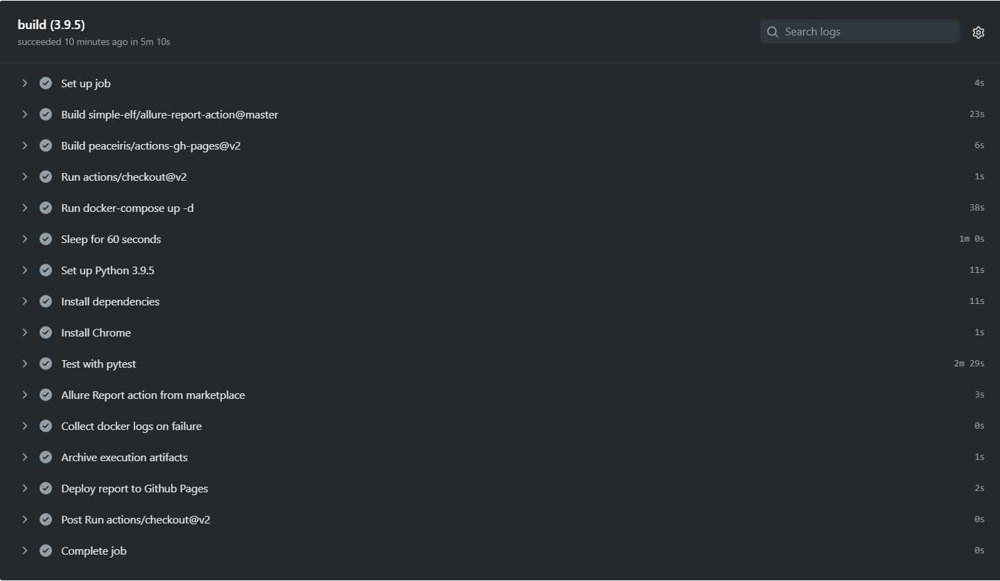 build (3.9.5)
succeeded 10 minutes ago in 5m 10s
Search logs
Set up job 4s
Build simple-elf/allure-report-action@master 23s
Build peaceiris/actions-gh-pages@v2 6s
Run actions/checkout@v2 1s
Run docker-compose up -d 38s
Sleep for 60 seconds 1m 0s
Set up Python 3.9.5 11s
Install dependencies 11s
Install Chrome 1s
Test with pytest 2m 29s
Allure Report action from marketplace 3s
Collect docker logs on failure 0s
Archive execution artifacts 1s
Deploy report to Github Pages 2s
Post Run actions/checkout@v2 0s
Complete job 0s